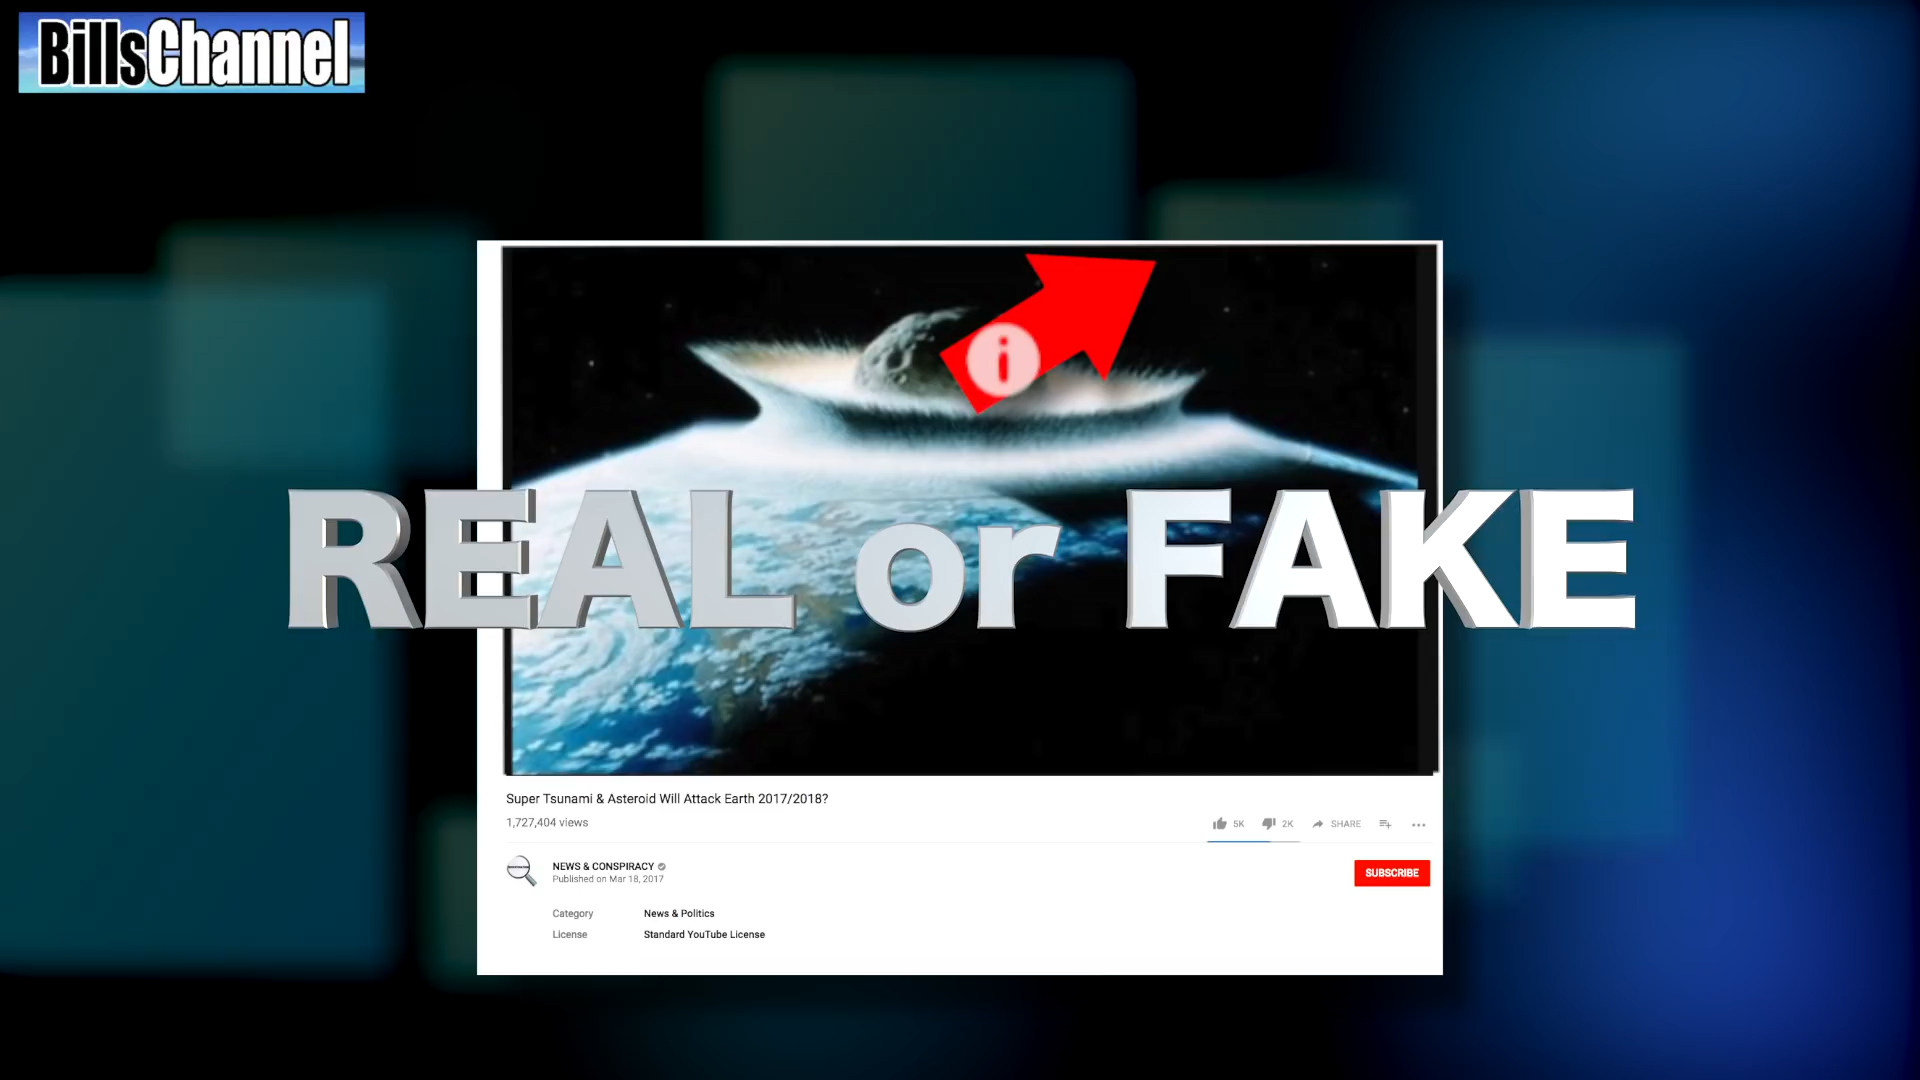 BillsChannel
i
REAL or FAKE
Super Tsunami & Asteroid Will Attack Earth 2017/2018?
1,727,404 views
5K 2K SHARE
NEWS & CONSPIRACY
Published on Mar 18, 2017
SUBSCRIBE
Category News & Politics
License Standard YouTube License